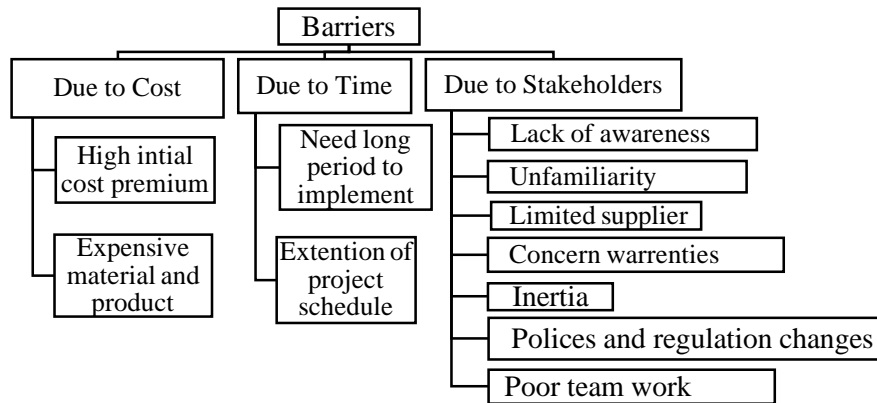 Barriers
Due to Cost
High intial
cost premium
Expensive
material and
product
Due to Time
Need long
period to
implement
Extention of
project
schedule
Due to Stakeholders
Lack of awareness
Unfamiliarity
Limited supplier
Concern warrenties
Inertia
Polices and regulation changes
Poor team work